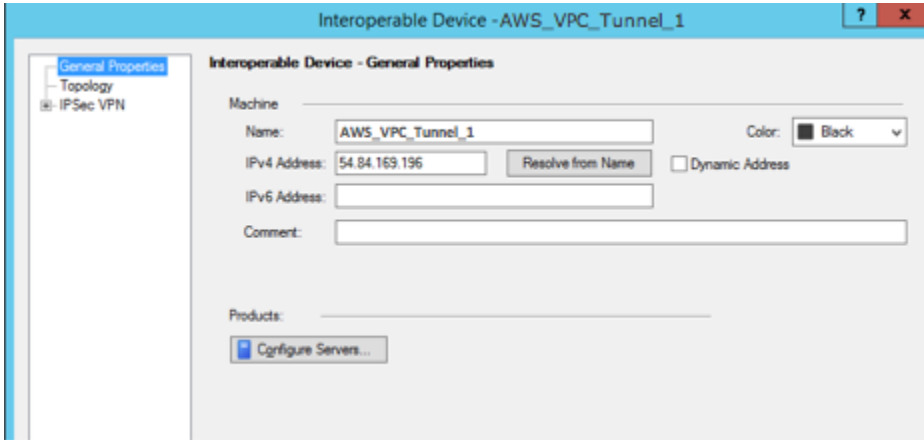 Interoperable Device -AWS_VPC_Tunnel_1
? x
General Properties
Topology
IPSec VPN
Interoperable Device - General Properties
Machine
Name: AWS_VPC_Tunnel_1 Color: Black
IPv4 Address: 54.84.169.196 Resolve from Name Dynamic Address
IPv6 Address:
Comment:
Products:
Configure Servers...